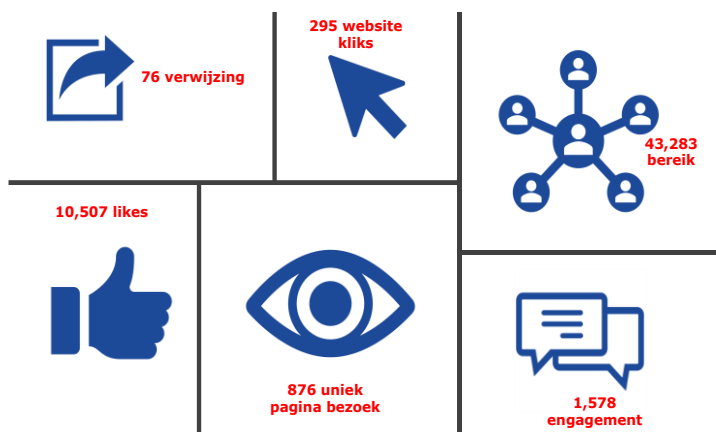 76 verwijzing
295 website
kliks
43,283
bereik
10,507 likes
876 uniek
pagina bezoek
1,578
engagement